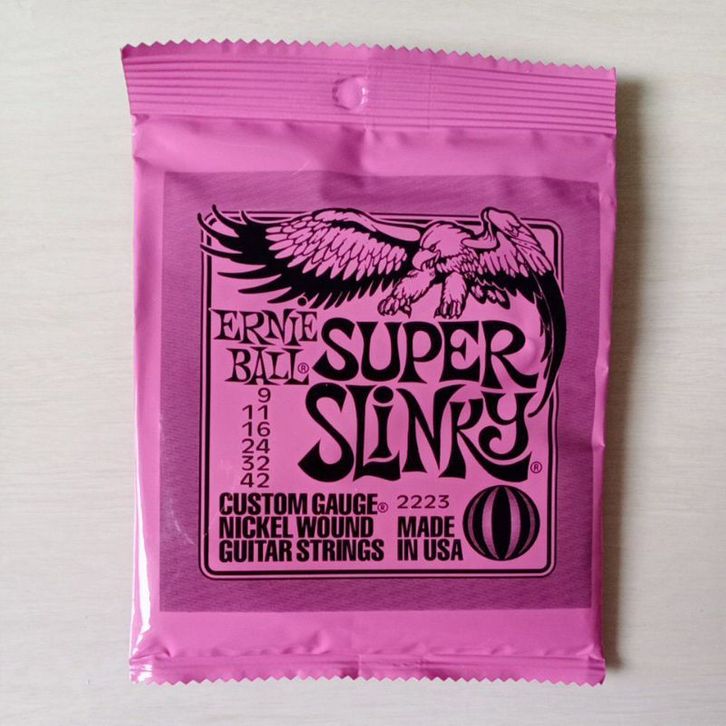 ERNiE
BALL®
SUPER
SLiNKY®
9
11
16
24
32
42
CUSTOM GAUGE®
NICKEL WOUND
GUITAR STRINGS
2223
MADE
IN USA